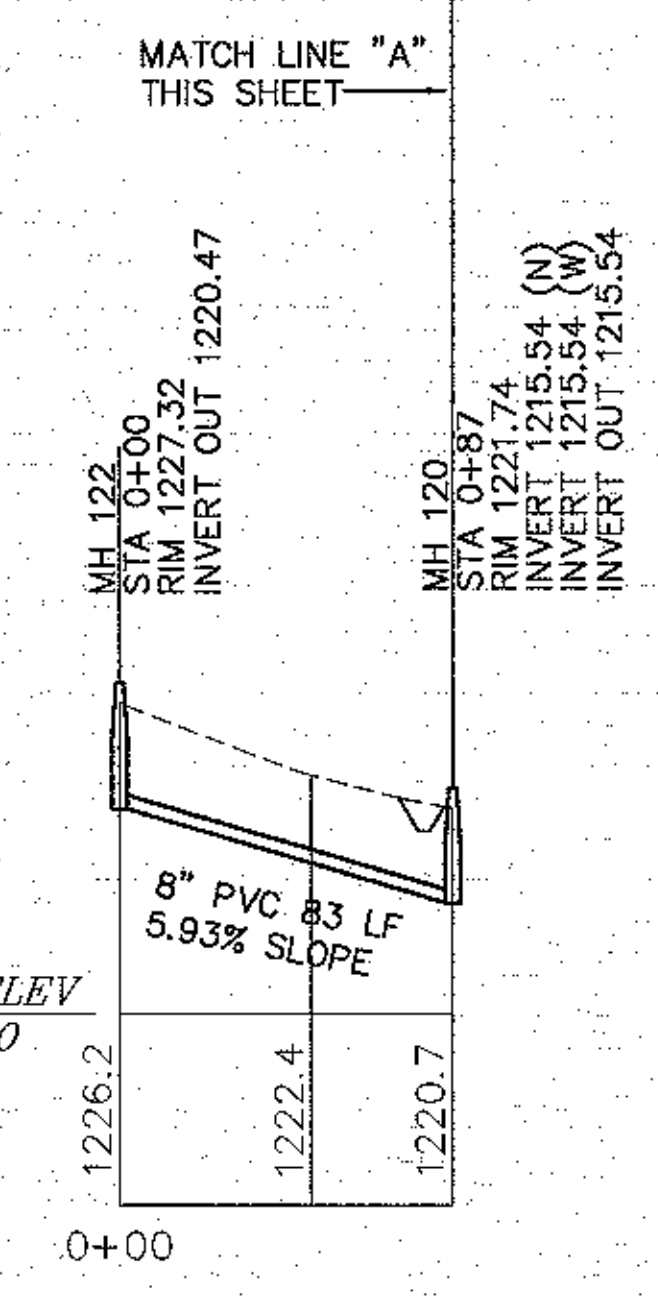 MATCH LINE "A"
THIS SHEET
MH 122
STA 0+00
RIM 1227.32
INVERT OUT 1220.47
MH 120
STA 0+87
RIM 1221.74
INVERT 1215.54 (N)
INVERT 1215.54 (W)
INVERT OUT 1215.54
8" PVC 83 LF
5.93% SLOPE
1226.2
1222.4
1220.7
0+00